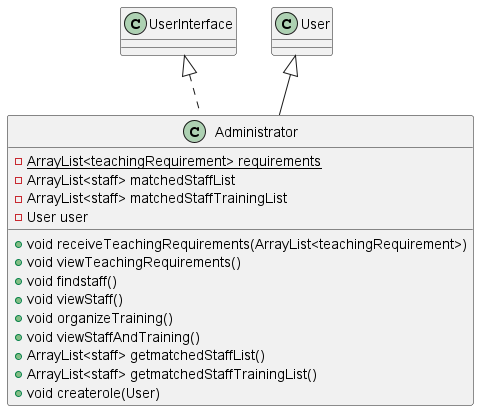 C UserInterface
C User
C Administrator
ArrayList<teachingRequirement> requirements
ArrayList<staff> matchedStaffList
ArrayList<staff> matchedStaffTrainingList
User user
void receiveTeachingRequirements(ArrayList<teachingRequirement>)
void viewTeachingRequirements()
void findstaff()
void viewStaff()
void organizeTraining()
void viewStaffAndTraining()
ArrayList<staff> getmatchedStaffList()
ArrayList<staff> getmatchedStaffTrainingList()
void createrole(User)